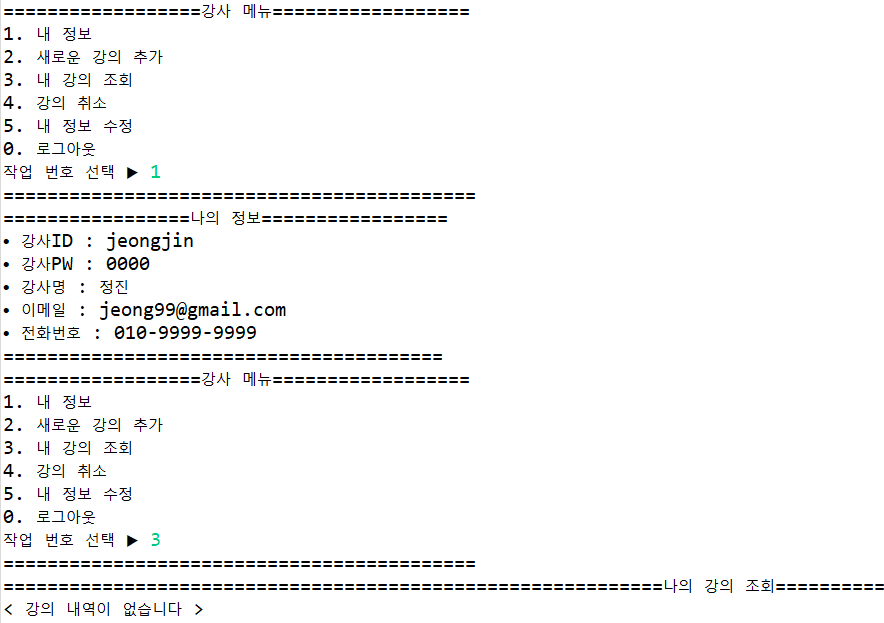 ==================강사 메뉴==================
1. 내 정보
2. 새로운 강의 추가
3. 내 강의 조회
4. 강의 취소
5. 내 정보 수정
0. 로그아웃
작업 번호 선택 ▶ 1
===========================================
=================나의 정보=================
• 강사ID : jeongjin
• 강사PW : 0000
• 강사명 : 정진
• 이메일 : jeong99@gmail.com
• 전화번호 : 010-9999-9999
========================================
==================강사 메뉴==================
1. 내 정보
2. 새로운 강의 추가
3. 내 강의 조회
4. 강의 취소
5. 내 정보 수정
0. 로그아웃
작업 번호 선택 ▶ 3
===========================================
============================================================나의 강의 조회==========
< 강의 내역이 없습니다 >